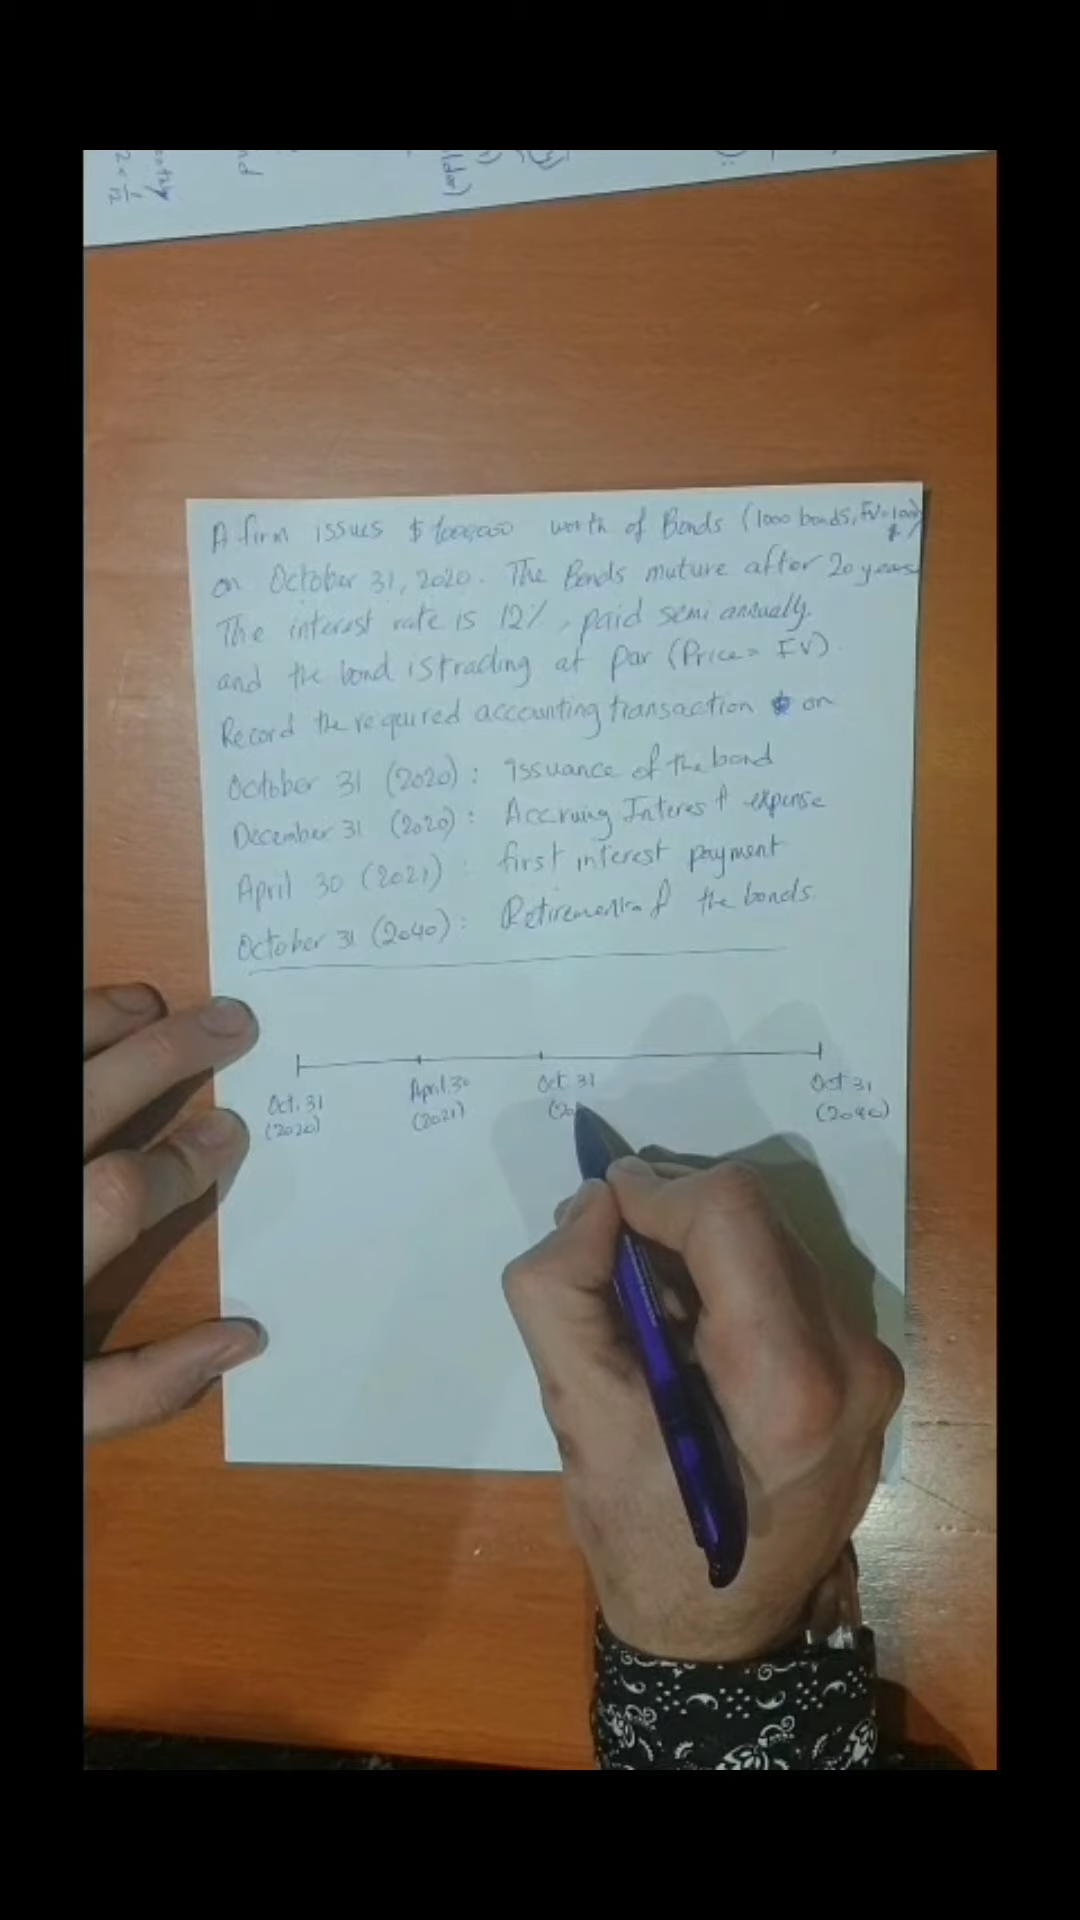 A firm issues $ 1000,000 worth of Bonds (1000 bonds, FV=1000$)
on October 31, 2020. The Bonds muture after 20 years
The interest rate is 12%, paid semi annually.
and the bond is trading at par (Price = FV).
Record the required accounting transaction on
October 31 (2020): issuance of the bond
December 31 (2020): Accruing Interest expense
April 30 (2021): first interest payment
October 31 (2040): Retirement of the bonds.
Oct. 31 April.30 Oct 31 Oct 31
(2020) (2021) (20 (2040)